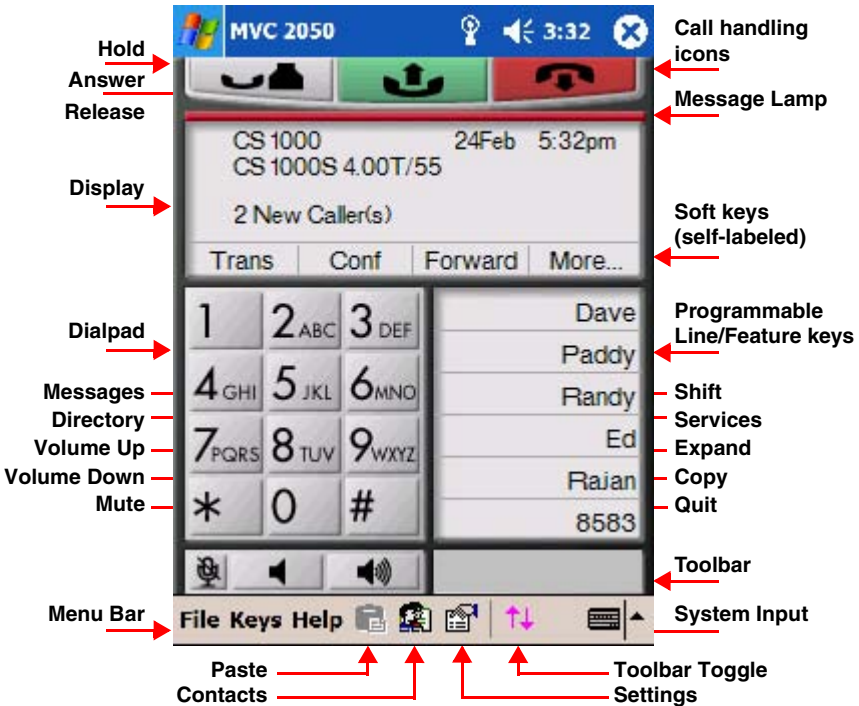 MVC 2050 3:32
Call handling
icons
Hold
Answer
Release
Message Lamp
CS 1000 24Feb 5:32pm
CS 1000S 4.00T/55
Display
2 New Caller(s)
Soft keys
(self-labeled)
Trans Conf Forward More...
1 2 ABC 3 DEF
Dave
Programmable
Line/Feature keys
Dialpad
Paddy
4 GHI 5 JKL 6 MNO
Randy
Messages
Directory
Volume Up
Volume Down
Mute
Shift
Services
Expand
Copy
Quit
7 PQRS 8 TUV 9 WXYZ
Ed
Rajan
* 0 #
8583
Toolbar
Menu Bar
File Keys Help
System Input
Paste
Contacts
Toolbar Toggle
Settings